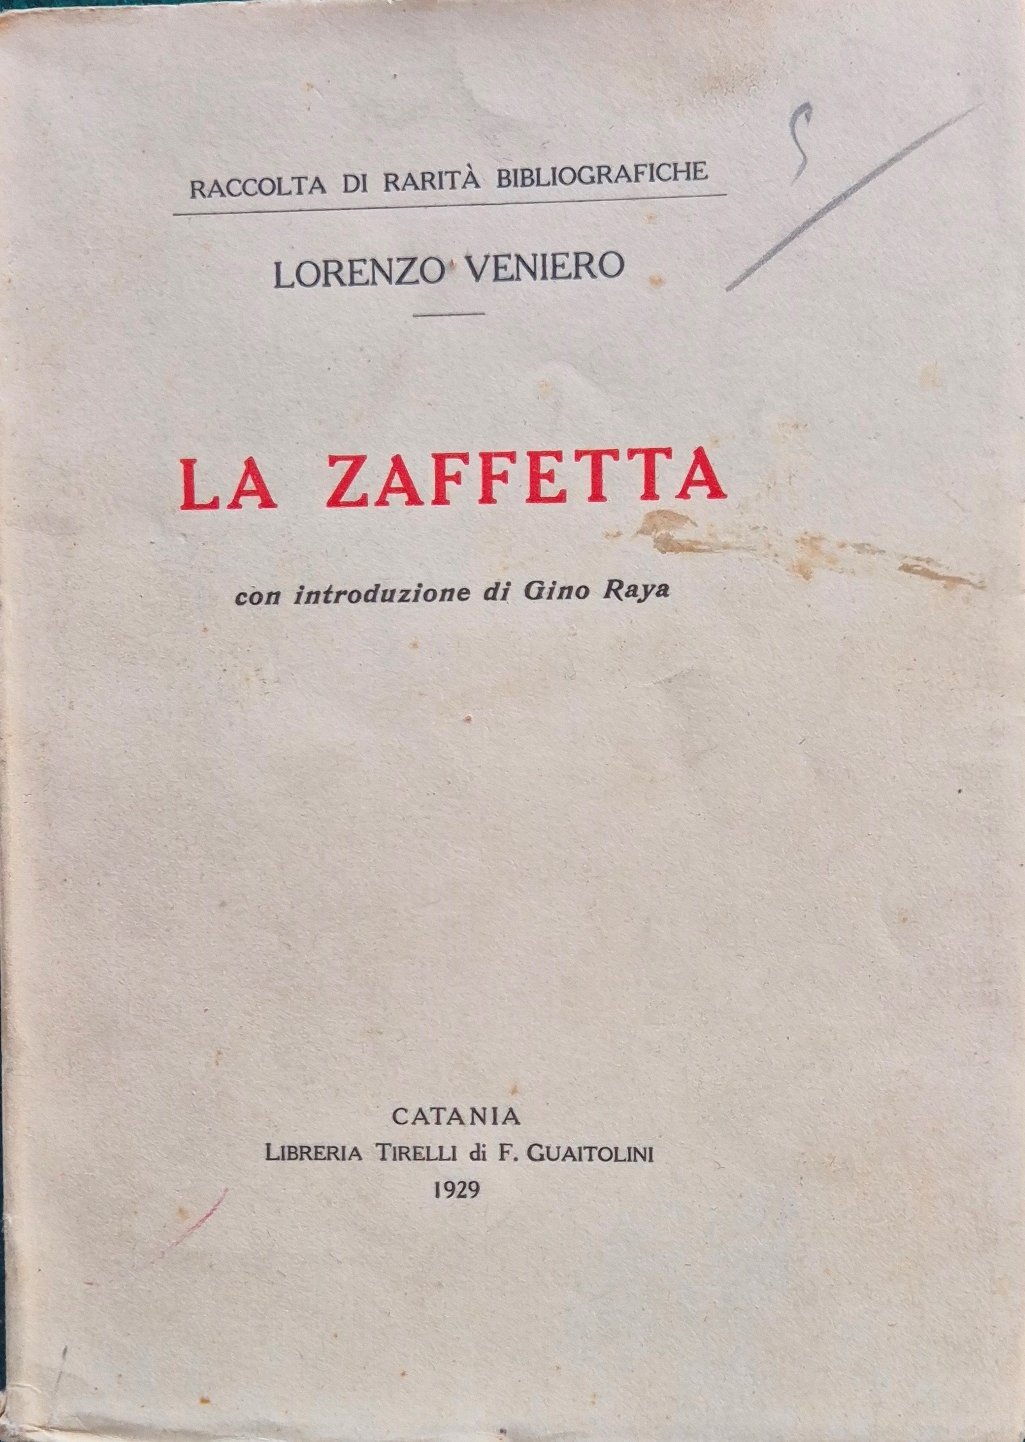 RACCOLTA DI RARITÀ BIBLIOGRAFICHE
LORENZO VENIERO
LA ZAFFETTA
con introduzione di Gino Raya
CATANIA
LIBRERIA TIRELLI di F. GUAITOLINI
1929